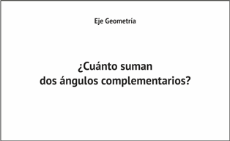 Eje Geometría
¿Cuánto suman
dos ángulos complementarios?